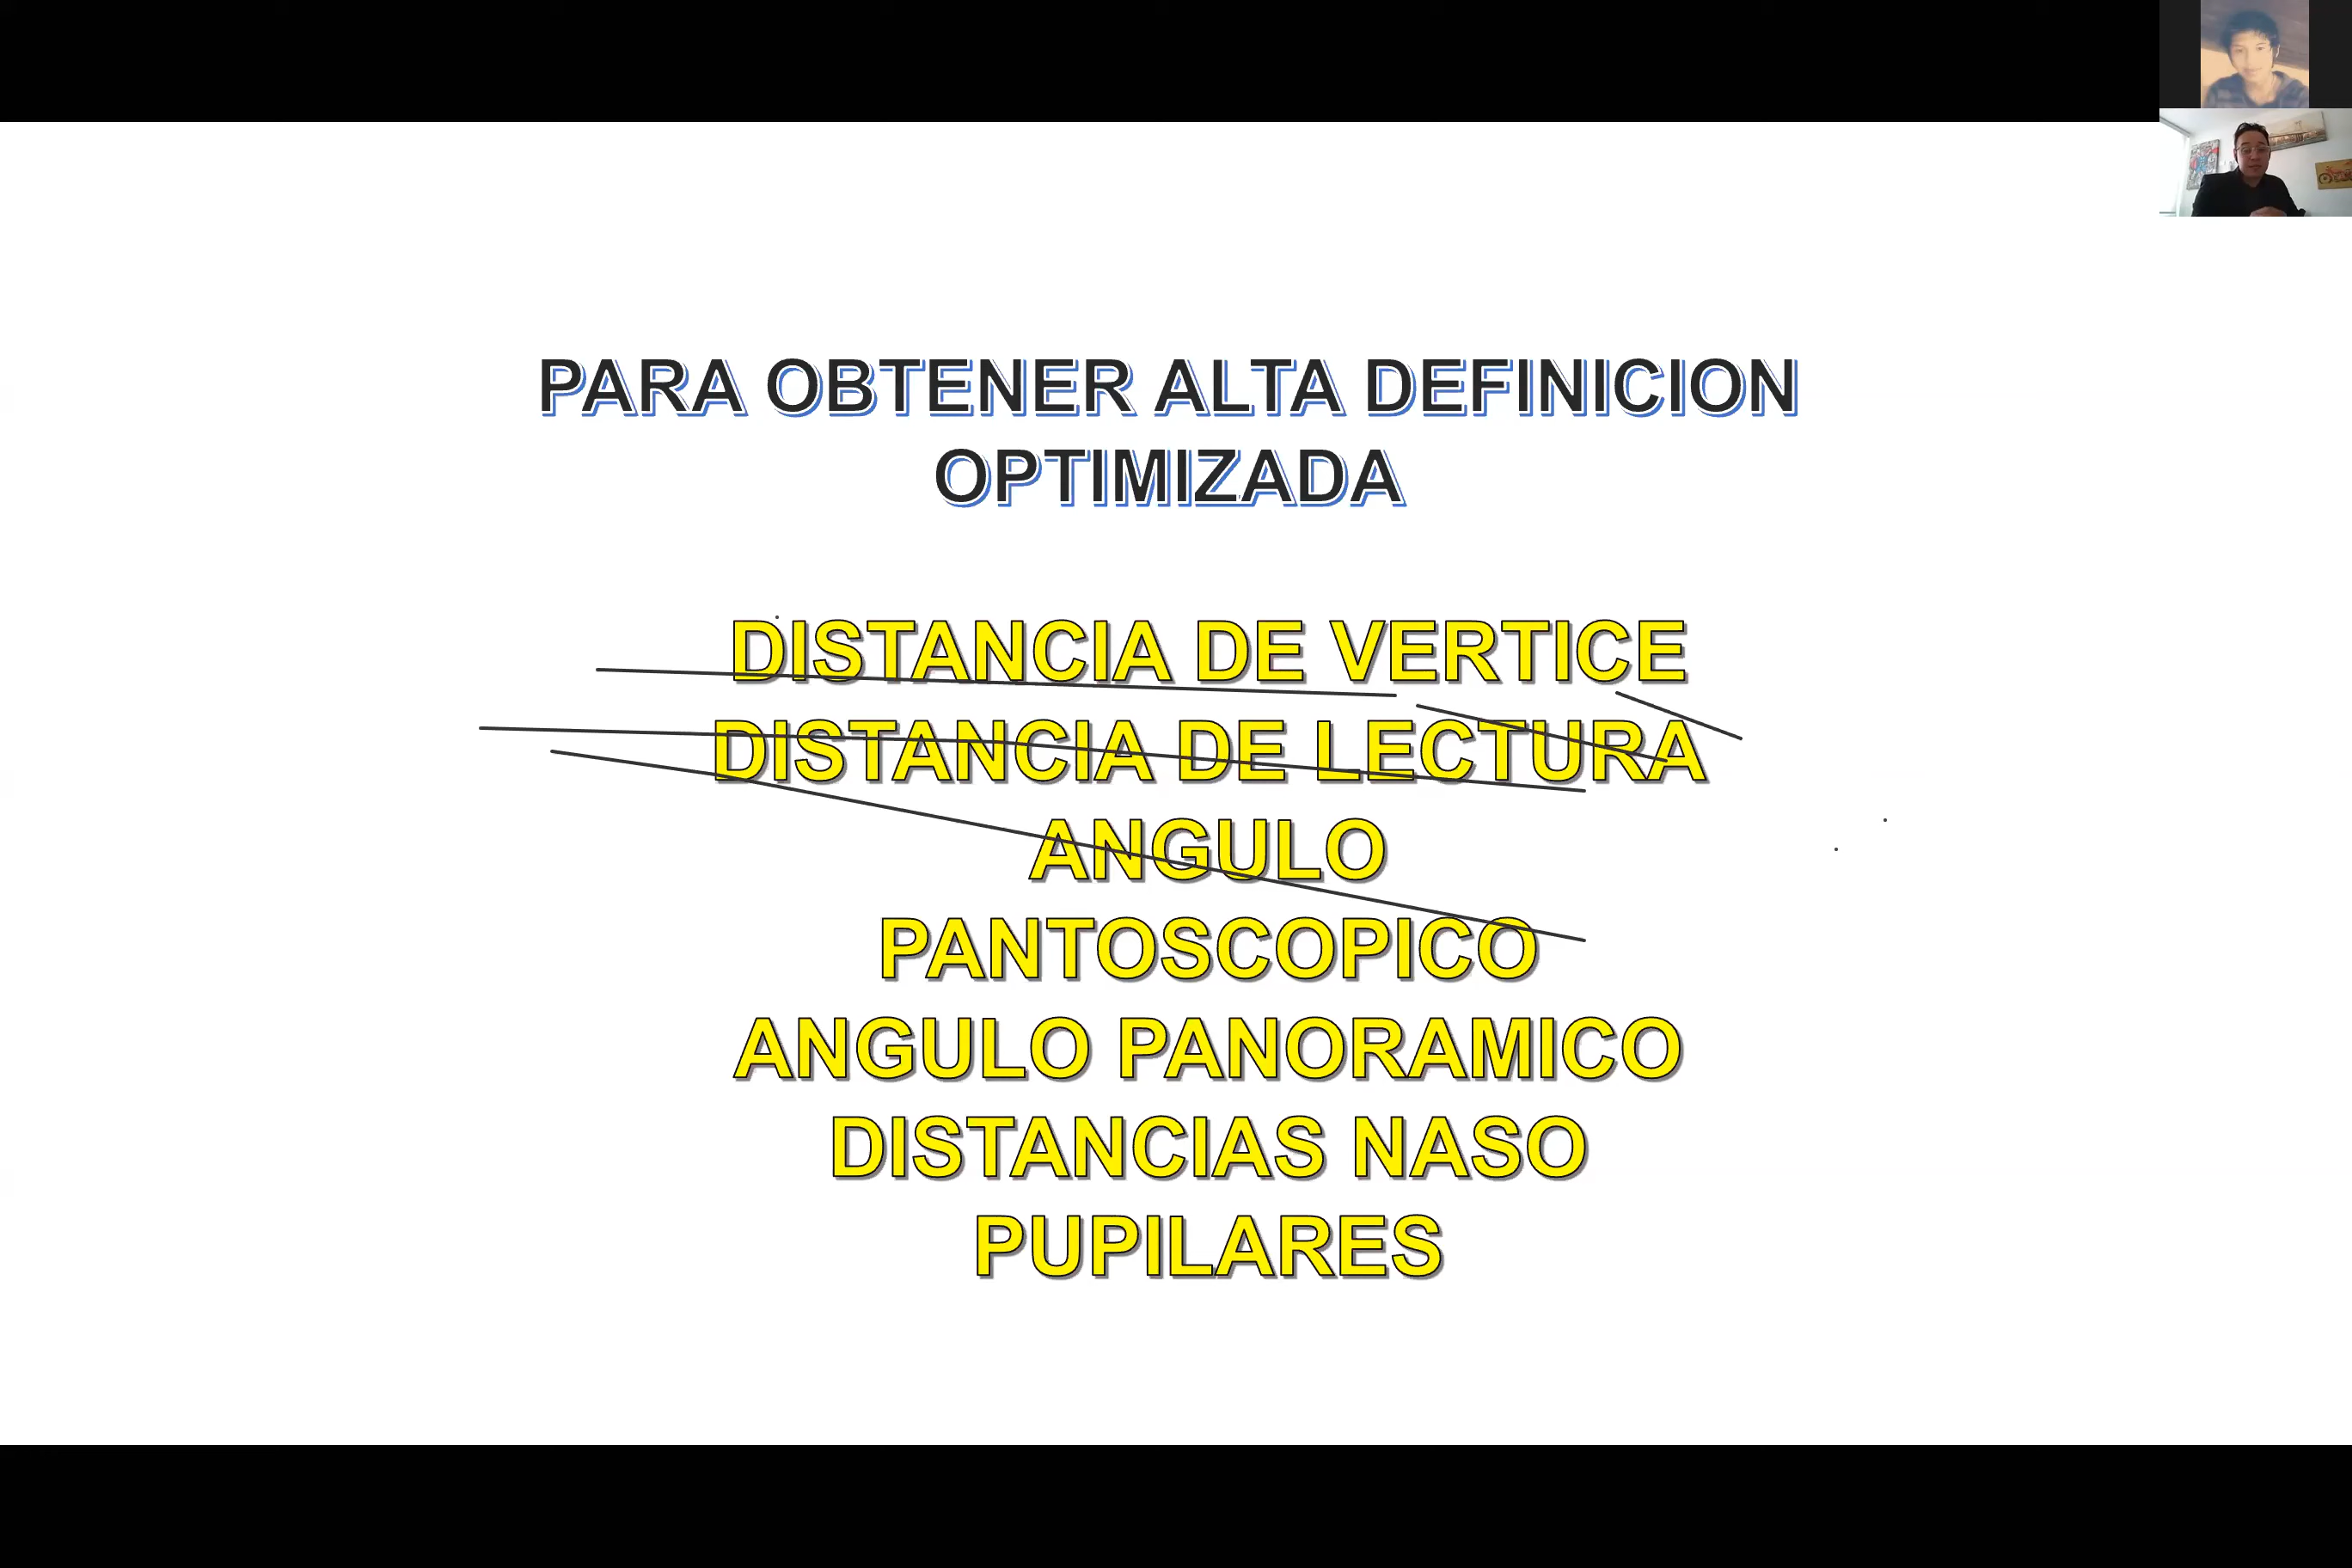 PARA OBTENER ALTA DEFINICION
OPTIMIZADA
DISTANCIA DE VERTICE
DISTANCIA DE LECTURA
ANGULO
PANTOSCOPICO
ANGULO PANORAMICO
DISTANCIAS NASO
PUPILARES